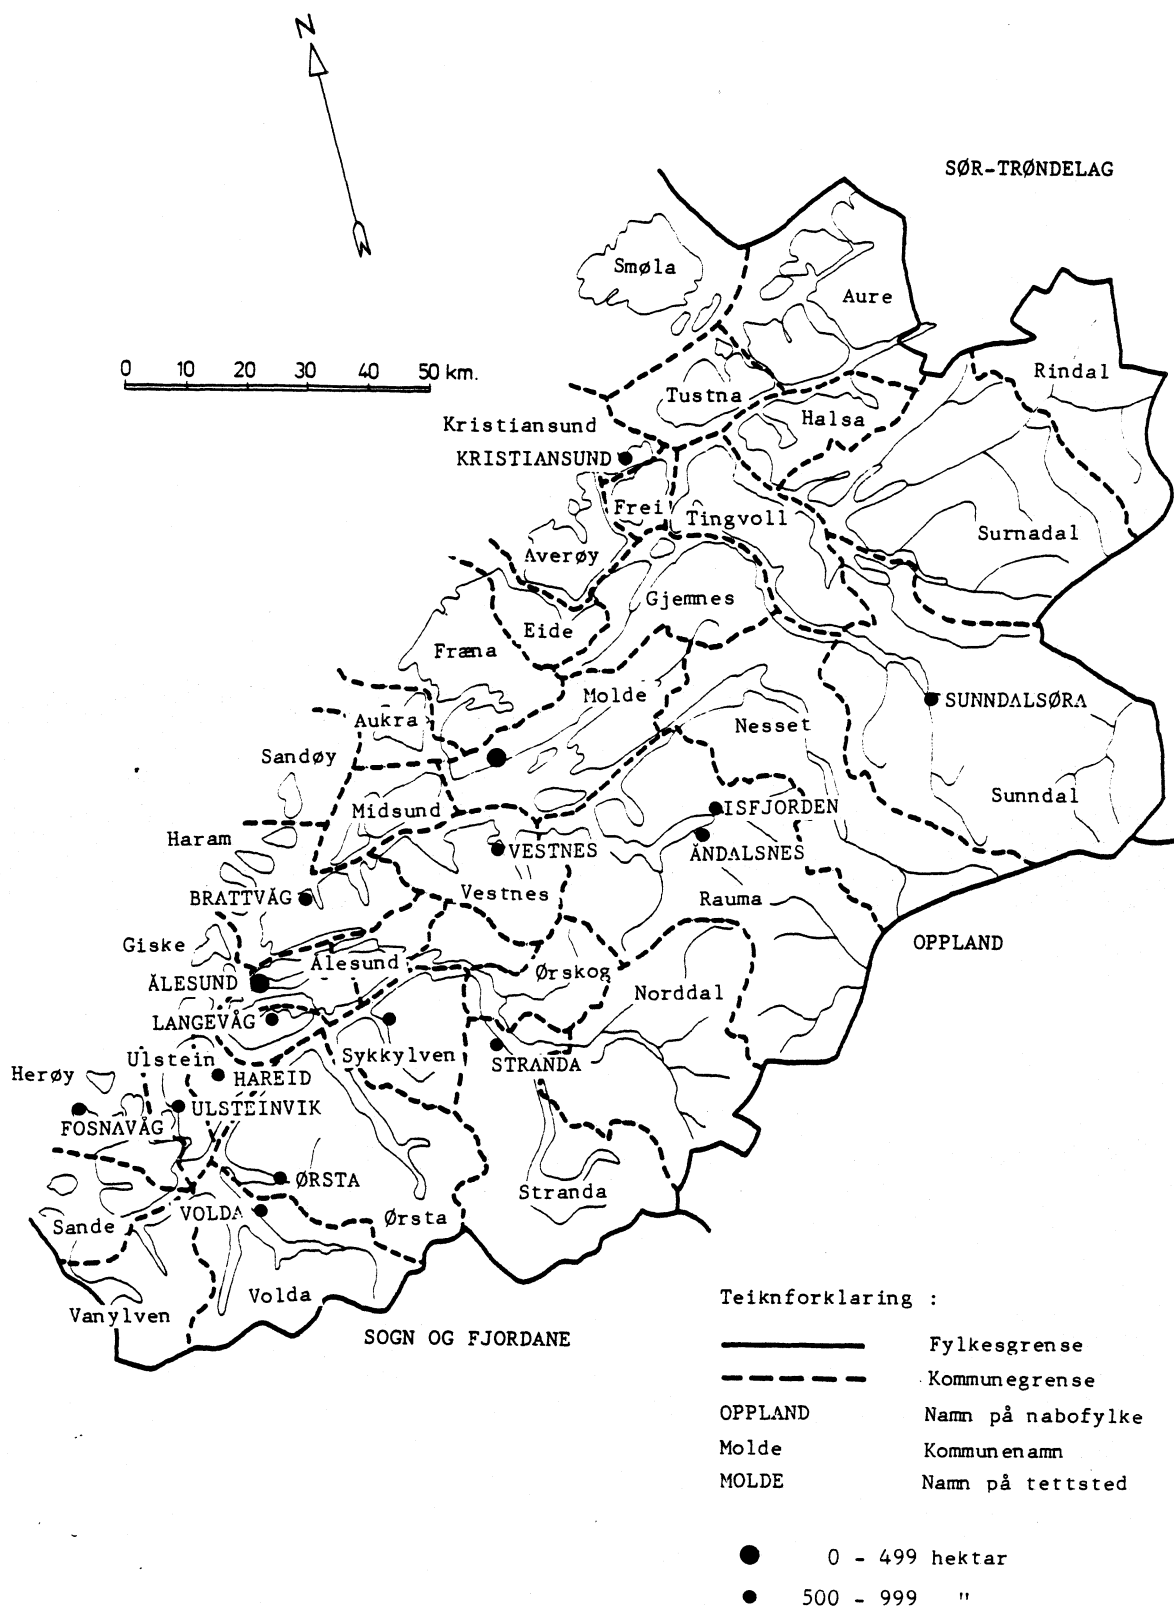 N
SØR-TRØNDELAG
Smøla
Aure
0 10 20 30 40 50 km.
Rindal
Tustna
Halsa
Kristiansund
KRISTIANSUND
Frei
Tingvoll
Surnadal
Averøy
Gjemnes
Eide
Fræna
Molde
SUNNDALSØRA
Aukra
Nesset
Sandøy
Sunndal
Midsund
ISFJORDEN
Haram
VESTNES
ÅNDALSNES
BRATTVÅG
Vestnes
Rauma
Giske
OPPLAND
Ålesund
Ørskog
ÅLESUND
Norddal
LANGEVÅG
Sykkylven
STRANDA
Ulstein
Herøy
HAREID
ULSTEINVIK
FOSNAVÅG
ØRSTA
Stranda
VOLDA
Ørsta
Sande
Volda
Vanylven
SOGN OG FJORDANE
Teiknforklaring :
Fylkesgrense
Kommunegrense
OPPLAND Namn på nabofylke
Molde Kommunenamn
MOLDE Namn på tettsted
0 - 499 hektar
500 - 999 "